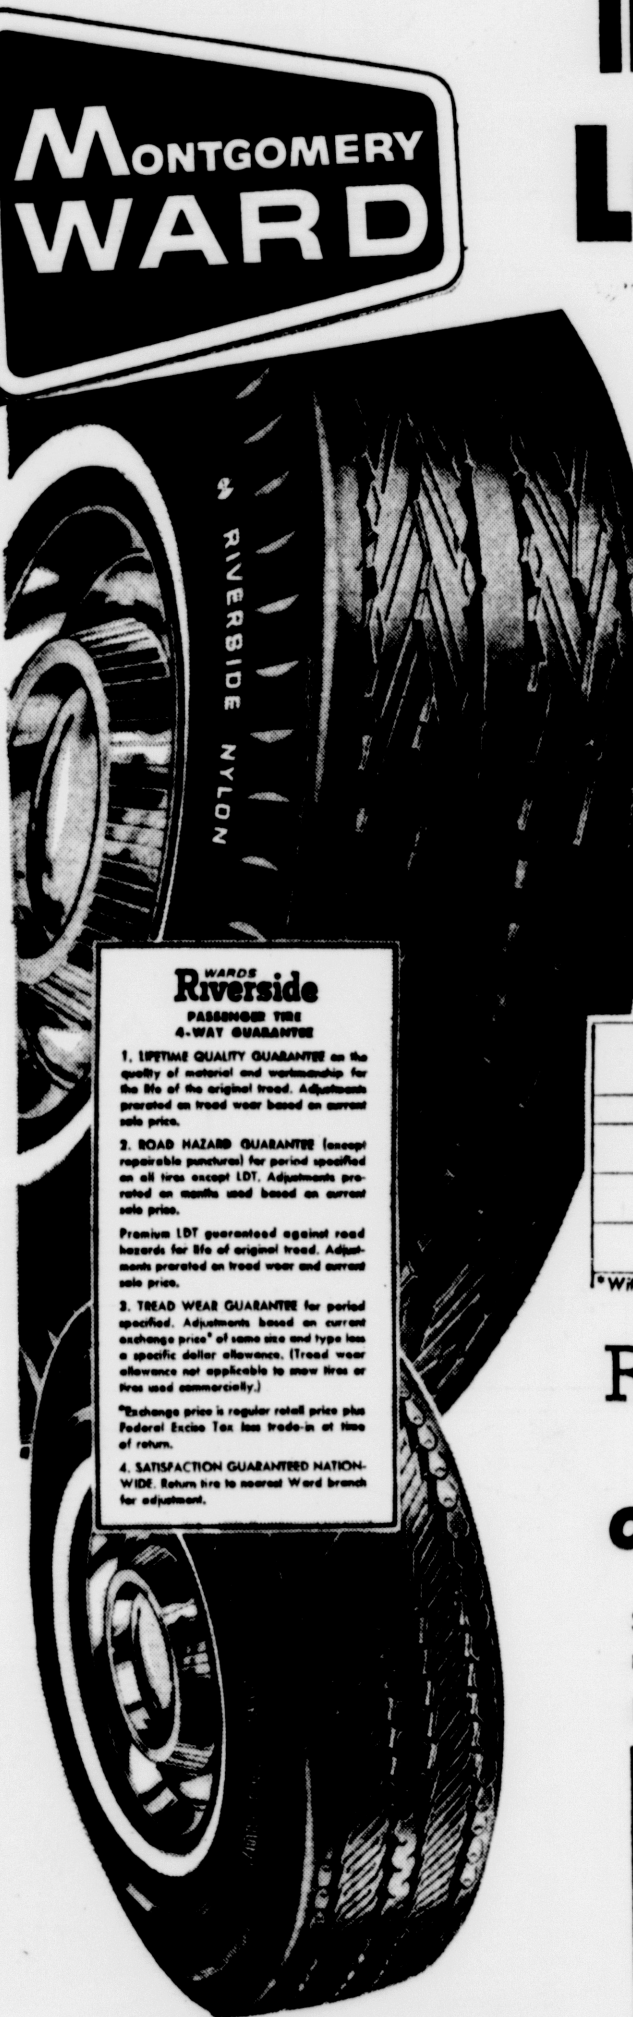 MONTGOMERY
WARD
L
RIVERSIDE NYLON
WARDS
Riverside
PASSENGER TIRE
4-WAY GUARANTEE
1. LIFETIME QUALITY GUARANTEE on the
quality of material and workmanship for
the life of the original tread. Adjustments
prorated on tread wear based on current
sale price.
2. ROAD HAZARD GUARANTEE (except
repairable punctures) for period specified
on all tires except LDT. Adjustments pro-
rated on months used based on current
sale price.
Premium LDT guaranteed against road
hazards for life of original tread. Adjust-
ments prorated on tread wear and current
sale price.
3. TREAD WEAR GUARANTEE for period
specified. Adjustments based on current
exchange price* of same size and type less
a specific dollar allowance. (Tread wear
allowance not applicable to snow tires or
tires used commercially.)
*Exchange price is regular retail price plus
Federal Excise Tax less trade-in at time
of return.
4. SATISFACTION GUARANTEED NATION-
WIDE. Return tire to nearest Ward branch
for adjustment.